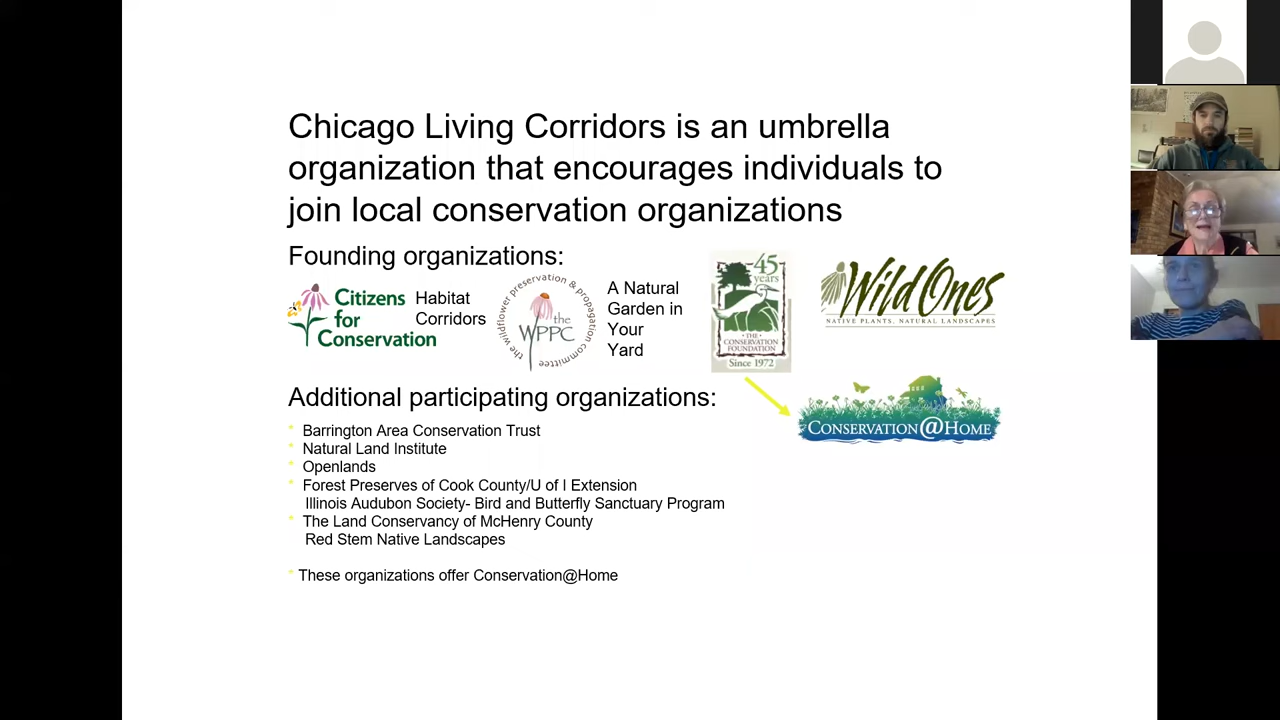 Chicago Living Corridors is an umbrella
organization that encourages individuals to
join local conservation organizations
Founding organizations:
Citizens
for
Conservation
Habitat
Corridors
the wildflower preservation & propagation committee
the
WPPC
A Natural
Garden in
Your
Yard
45
years
• THE •
CONSERVATION
FOUNDATION
Since 1972
Wild Ones
NATIVE PLANTS, NATURAL LANDSCAPES
CONSERVATION@HOME
Additional participating organizations:
* Barrington Area Conservation Trust
* Natural Land Institute
* Openlands
* Forest Preserves of Cook County/U of I Extension
Illinois Audubon Society- Bird and Butterfly Sanctuary Program
* The Land Conservancy of McHenry County
Red Stem Native Landscapes
* These organizations offer Conservation@Home